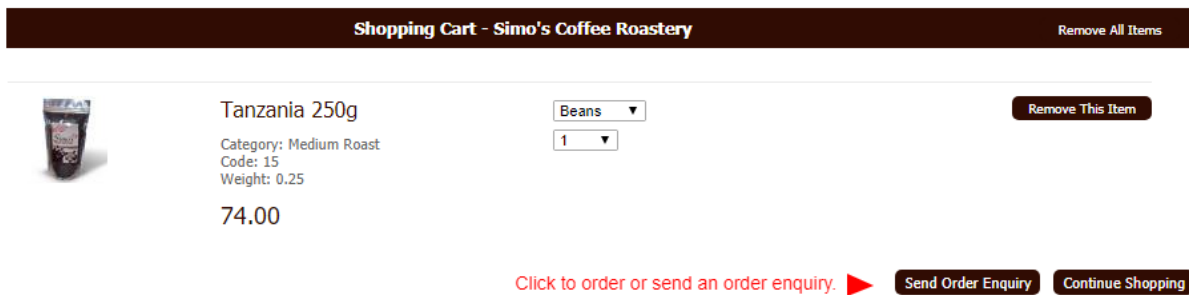 Shopping Cart - Simo's Coffee Roastery
Remove All Items
Tanzania 250g
Beans
Remove This Item
1
Category: Medium Roast
Code: 15
Weight: 0.25
74.00
Click to order or send an order enquiry.
Send Order Enquiry
Continue Shopping